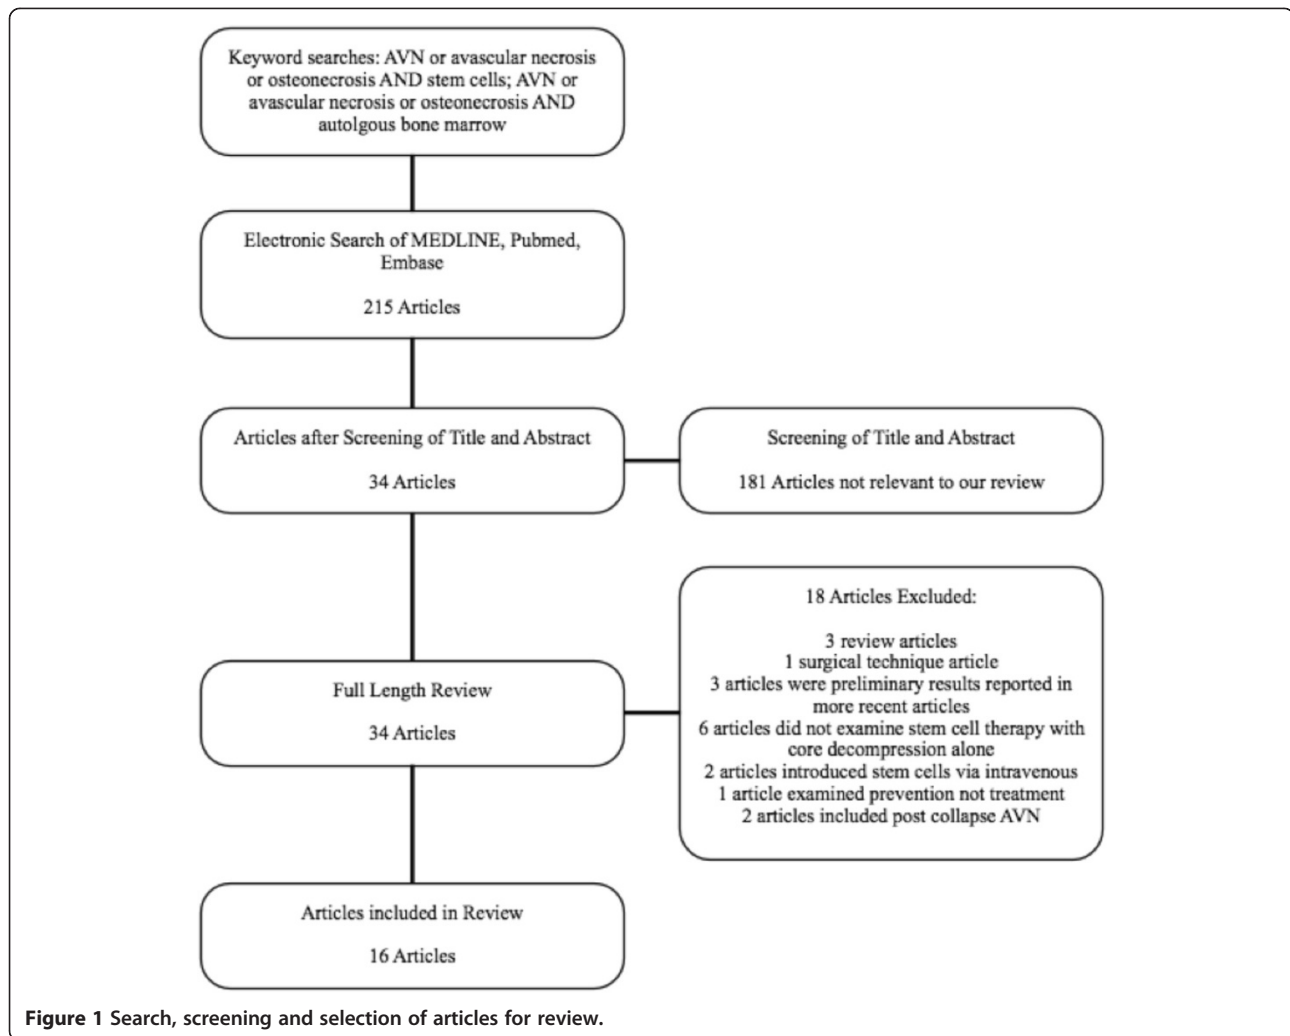 Keyword searches: AVN or avascular necrosis
or osteonecrosis AND stem cells; AVN or
avascular necrosis or osteonecrosis AND
autolgous bone marrow
Electronic Search of MEDLINE, Pubmed,
Embase
215 Articles
Articles after Screening of Title and Abstract
34 Articles
Screening of Title and Abstract
181 Articles not relevant to our review
Full Length Review
34 Articles
18 Articles Excluded:
3 review articles
1 surgical technique article
3 articles were preliminary results reported in
more recent articles
6 articles did not examine stem cell therapy with
core decompression alone
2 articles introduced stem cells via intravenous
1 article examined prevention not treatment
2 articles included post collapse AVN
Articles included in Review
16 Articles
Figure 1 Search, screening and selection of articles for review.